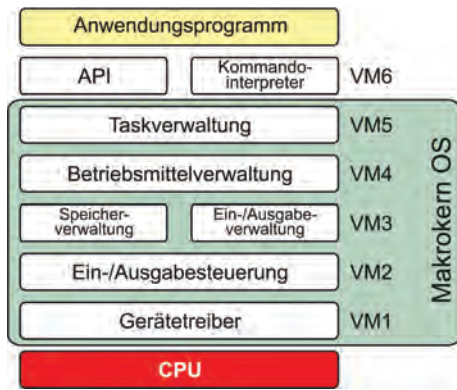 Anwendungsprogramm
API
Kommando-
interpreter
VM6
Taskverwaltung
VM5
Betriebsmittelverwaltung
VM4
Speicher-
verwaltung
Ein-/Ausgabe-
verwaltung
VM3
Ein-/Ausgabesteuerung
VM2
Gerätetreiber
VM1
Makrokern OS
CPU